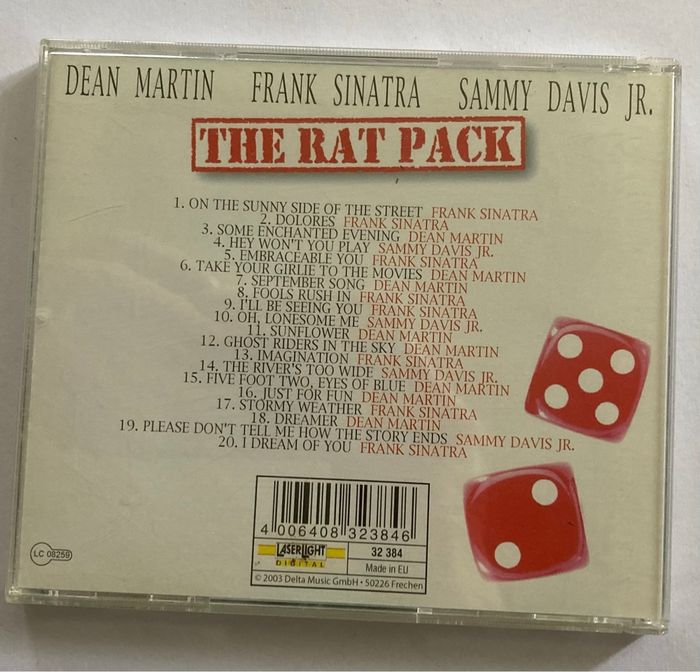 DEAN MARTIN FRANK SINATRA SAMMY DAVIS JR.
THE RAT PACK
1. ON THE SUNNY SIDE OF THE STREET FRANK SINATRA
2. DOLORES FRANK SINATRA
3. SOME ENCHANTED EVENING DEAN MARTIN
4. HEY WON'T YOU PLAY SAMMY DAVIS JR.
5. EMBRACEABLE YOU FRANK SINATRA
6. TAKE YOUR GIRLIE TO THE MOVIES DEAN MARTIN
7. SEPTEMBER SONG DEAN MARTIN
8. FOOLS RUSH IN FRANK SINATRA
9. I'LL BE SEEING YOU FRANK SINATRA
10. OH, LONESOME ME SAMMY DAVIS JR.
11. SUNFLOWER DEAN MARTIN
12. GHOST RIDERS IN THE SKY DEAN MARTIN
13. IMAGINATION FRANK SINATRA
14. THE RIVER'S TOO WIDE SAMMY DAVIS JR.
15. FIVE FOOT TWO, EYES OF BLUE DEAN MARTIN
16. JUST FOR FUN DEAN MARTIN
17. STORMY WEATHER FRANK SINATRA
18. DREAMER DEAN MARTIN
19. PLEASE DON'T TELL ME HOW THE STORY ENDS SAMMY DAVIS JR.
20. I DREAM OF YOU FRANK SINATRA
4 006408 323846
LASERLIGHT
DIGITAL
32 384
Made in EU
© 2003 Delta Music GmbH • 50226 Frechen
LC 08259